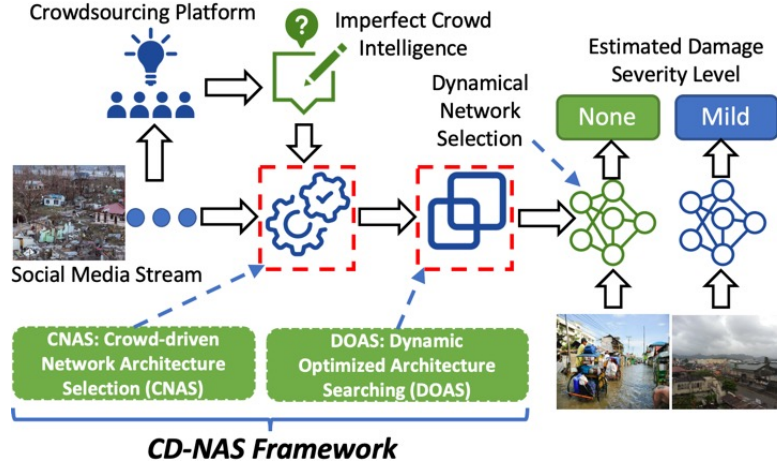 Crowdsourcing Platform
?
Imperfect Crowd
Intelligence
Estimated Damage
Severity Level
Dynamical
Network
Selection
None
Mild
Social Media Stream
CNAS: Crowd-driven
Network Architecture
Selection (CNAS)
DOAS: Dynamic
Optimized Architecture
Searching (DOAS)
CD-NAS Framework